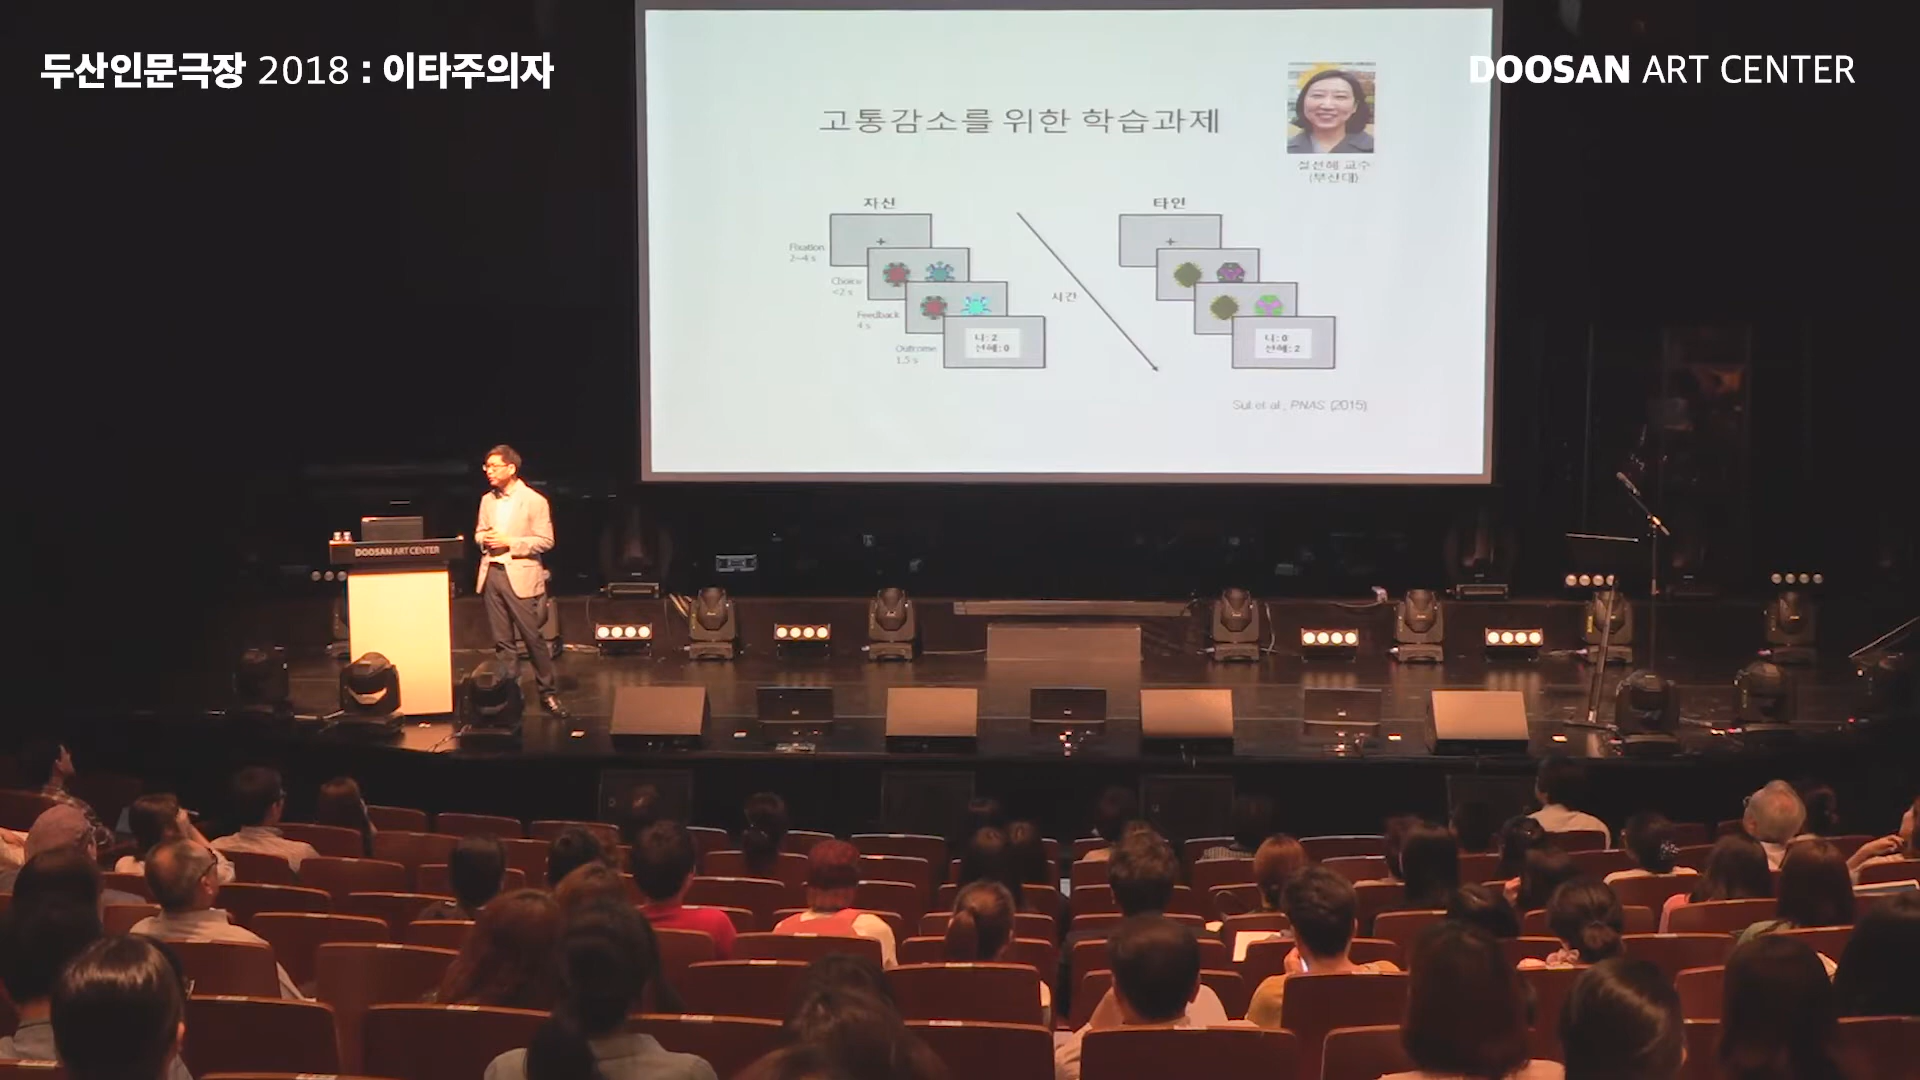 두산인문극장 2018 : 이타주의자
DOOSAN ART CENTER
고통감소를 위한 학습과제
설선혜 교수
(부산대)
자신
타인
Fixation
2~4 s
Choice
<2 s
Feedback
4 s
Outcome
1.5 s
시간
나: 2
선혜: 0
나: 0
선혜: 2
Sul et al., PNAS. (2015)
DOOSAN ART CENTER